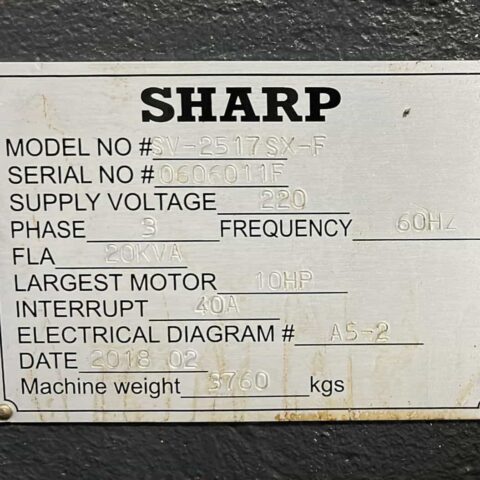 SHARP
MODEL NO # SV-2517SX-F
SERIAL NO # 0606011F
SUPPLY VOLTAGE 220
PHASE 3 FREQUENCY 60HZ
FLA 20KVA
LARGEST MOTOR 10HP
INTERRUPT 40A
ELECTRICAL DIAGRAM # AS-2
DATE 2018 02
Machine weight 3760 kgs